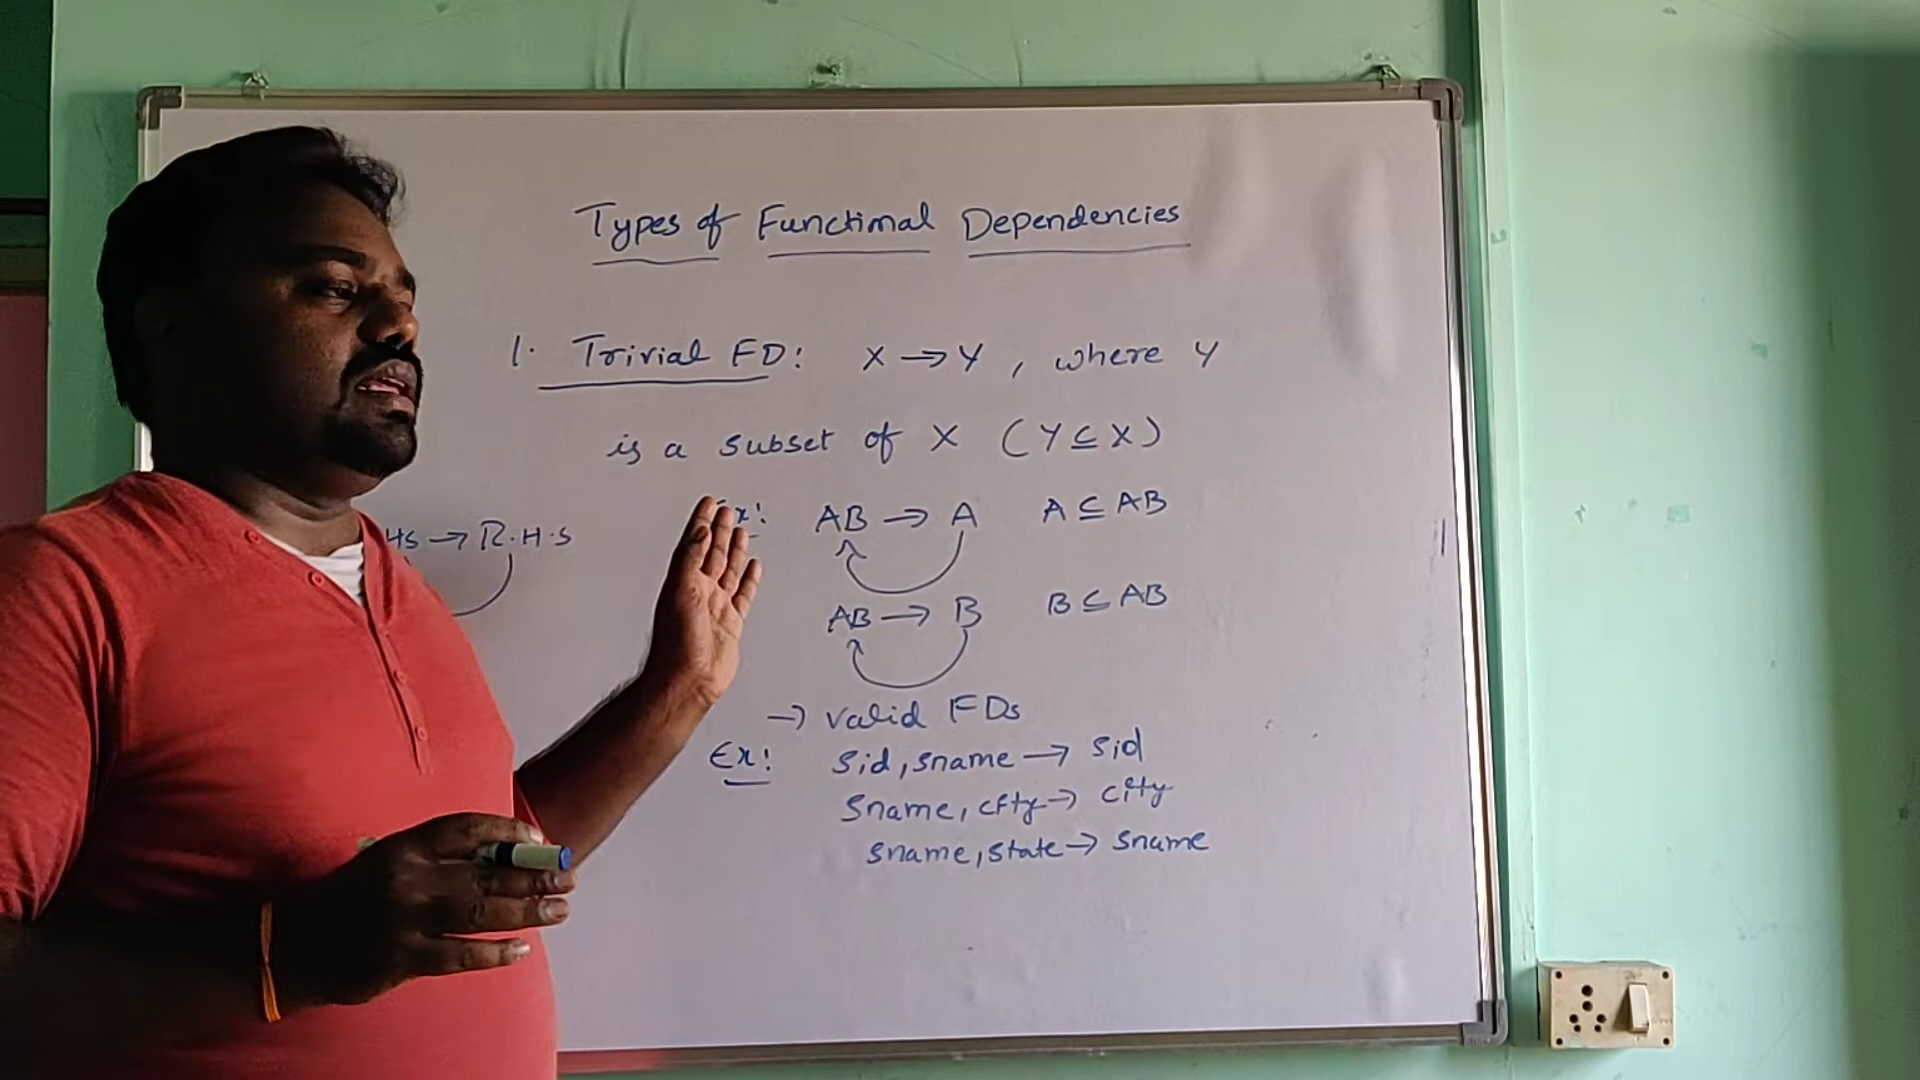 Types of Functional Dependencies
1. Trivial FD: X → Y, where Y
is a subset of X (Y ⊆ X)
AB → A A ⊆ AB
→ R.H.S
AB → B B ⊆ AB
→ valid FDs
Ex: Sid, sname → sid
Sname, city → city
sname, state → sname